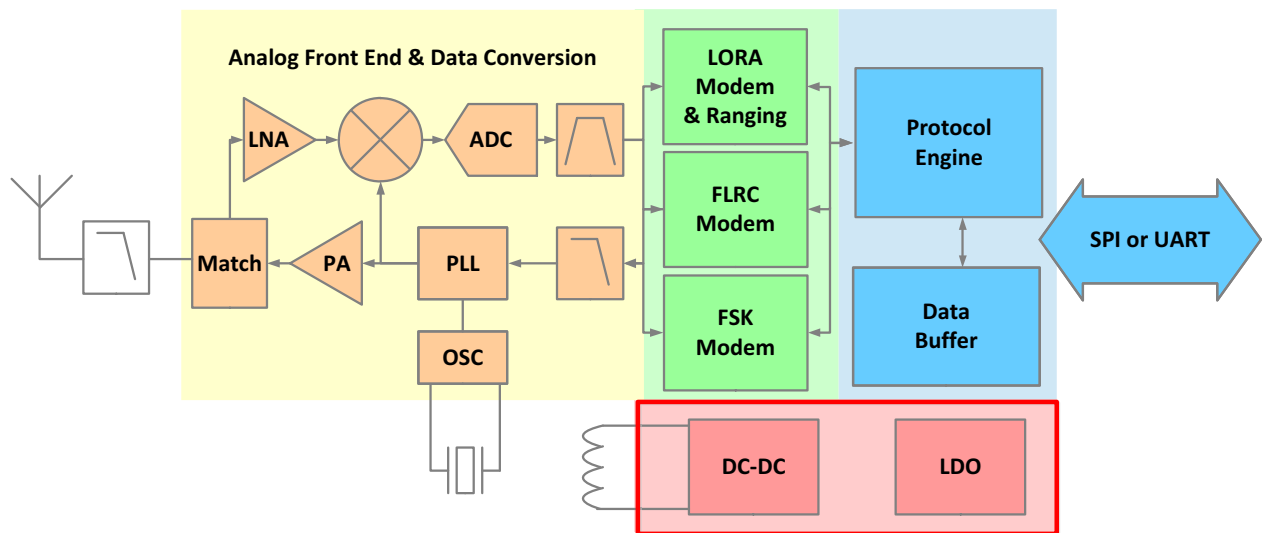 Analog Front End & Data Conversion
LNA
ADC
Match
PA
PLL
OSC
LORA
Modem
& Ranging
FLRC
Modem
FSK
Modem
Protocol
Engine
Data
Buffer
SPI or UART
DC-DC
LDO